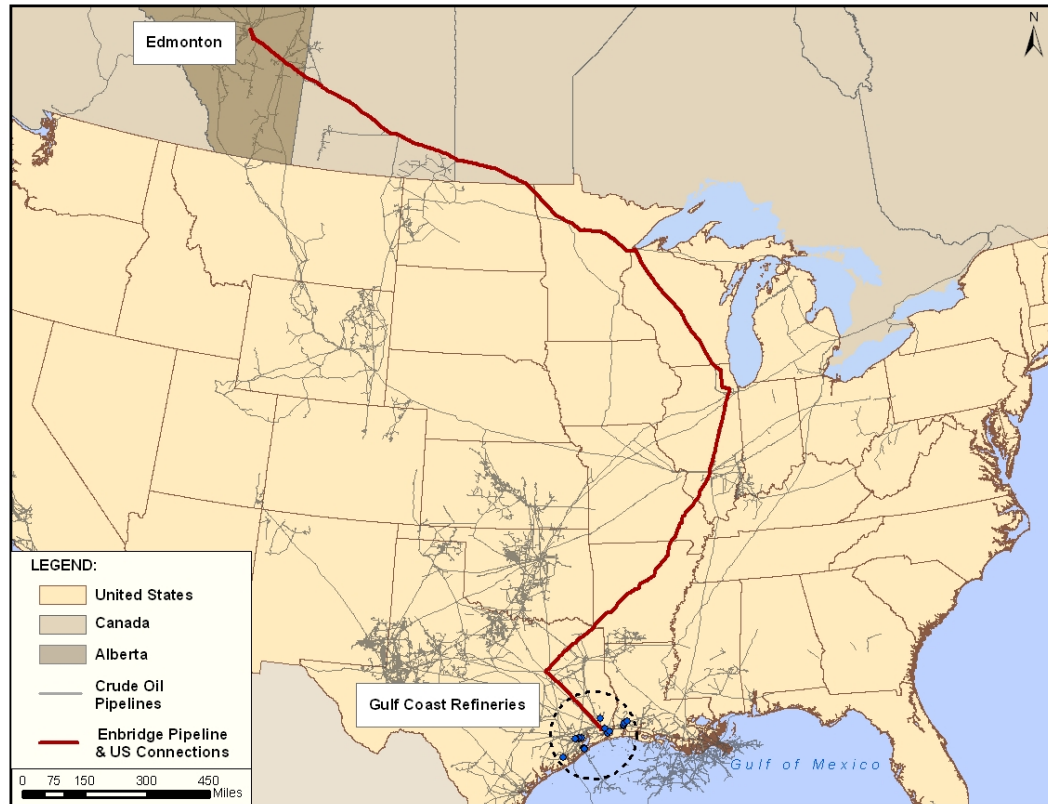 Edmonton
N
Gulf Coast Refineries
Gulf of Mexico
LEGEND:
United States
Canada
Alberta
Crude Oil
Pipelines
Enbridge Pipeline
& US Connections
0 75 150 300 450
Miles